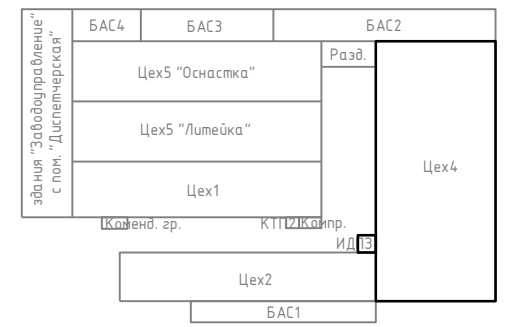 здания "Заводоуправление"
с пом. "Диспетчерская"
БАС4
БАС3
БАС2
Цех5 "Оснастка"
Разд.
Цех5 "Литейка"
Цех4
Цех1
Коменд. гр.
КТП2
Компр.
ИДПЗ
Цех2
БАС1